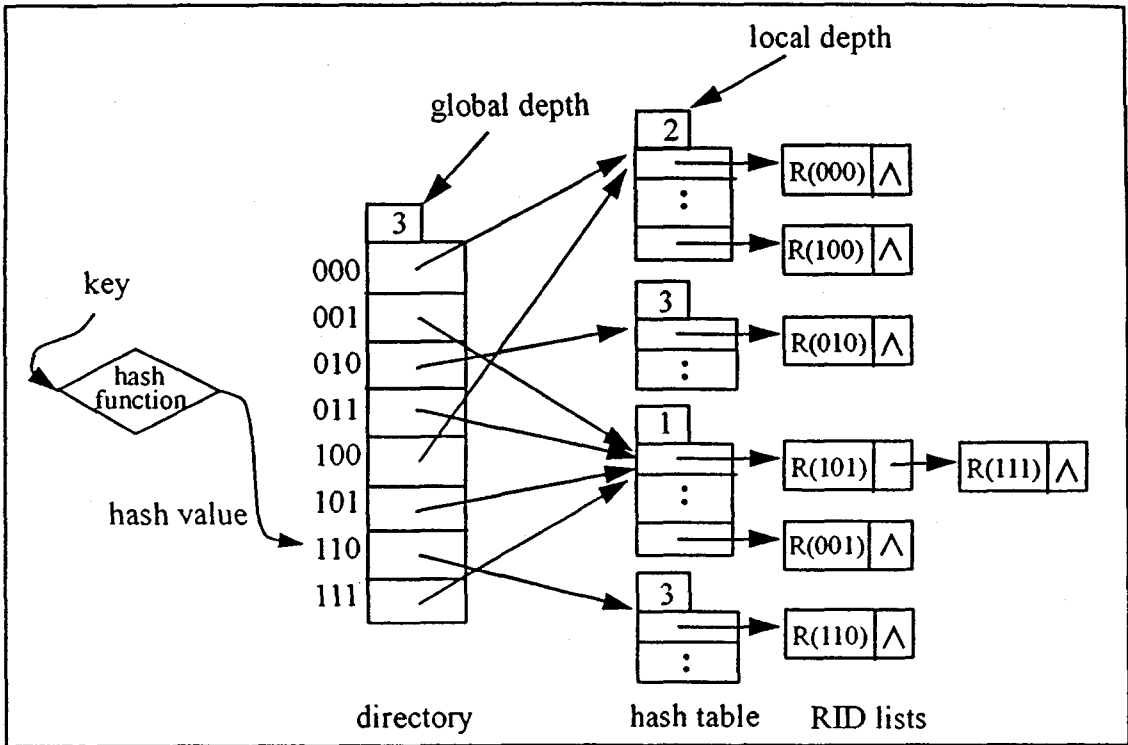 local depth
global depth
2
R(000) ∧
R(100) ∧
3
000
001
010
011
100
101
110
111
key
hash function
hash value
3
R(010) ∧
1
R(101)
R(111) ∧
R(001) ∧
3
R(110) ∧
directory
hash table
RID lists